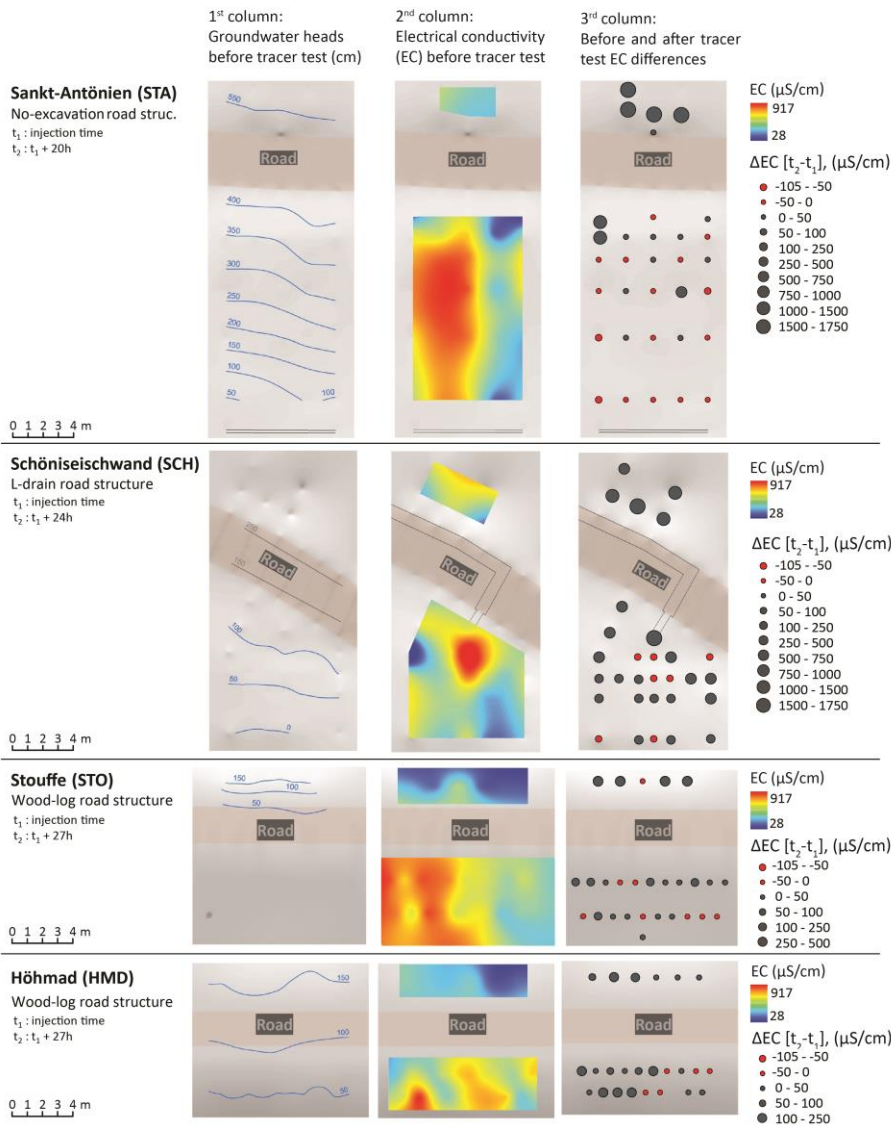 1st column:
Groundwater heads
before tracer test (cm)
2nd column:
Electrical conductivity
(EC) before tracer test
3rd column:
Before and after tracer
test EC differences
Sankt-Antönien (STA)
No-excavation road struc.
t1 : injection time
t2 : t1 + 20h
550
Road
400
350
300
250
200
150
100
50
100
Road
Road
EC (µS/cm)
917
28
ΔEC [t2-t1], (µS/cm)
-105 - -50
-50 - 0
0 - 50
50 - 100
100 - 250
250 - 500
500 - 750
750 - 1000
1000 - 1500
1500 - 1750
0 1 2 3 4 m
Schöniseischwand (SCH)
L-drain road structure
t1 : injection time
t2 : t1 + 24h
250
150
Road
100
50
0
Road
Road
EC (µS/cm)
917
28
ΔEC [t2-t1], (µS/cm)
-105 - -50
-50 - 0
0 - 50
50 - 100
100 - 250
250 - 500
500 - 750
750 - 1000
1000 - 1500
1500 - 1750
0 1 2 3 4 m
Stouffe (STO)
Wood-log road structure
t1 : injection time
t2 : t1 + 27h
150
100
50
Road
Road
Road
EC (µS/cm)
917
28
ΔEC [t2-t1], (µS/cm)
-105 - -50
-50 - 0
0 - 50
50 - 100
100 - 250
250 - 500
0 1 2 3 4 m
Höhmad (HMD)
Wood-log road structure
t1 : injection time
t2 : t1 + 27h
150
Road
100
50
Road
Road
EC (µS/cm)
917
28
ΔEC [t2-t1], (µS/cm)
-105 - -50
-50 - 0
0 - 50
50 - 100
100 - 250
0 1 2 3 4 m